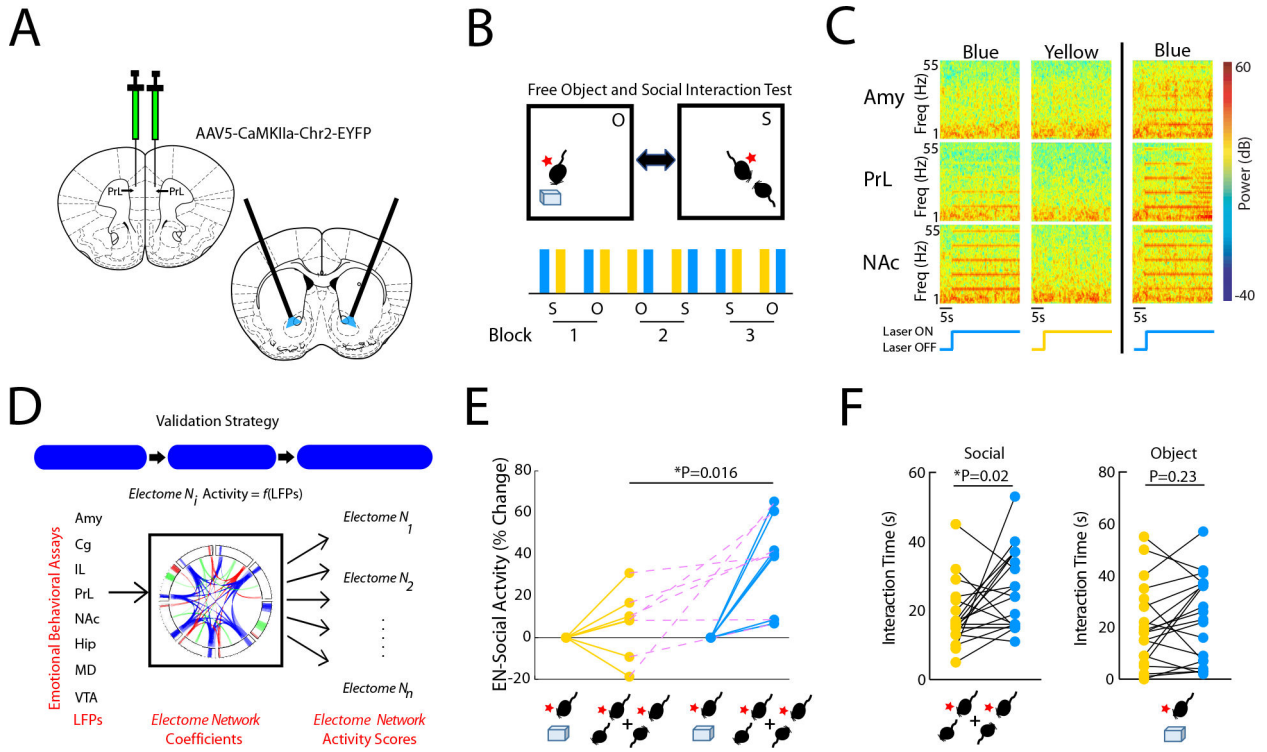 A
AAV5-CaMKIIa-Chr2-EYFP
PrL
PrL
B
Free Object and Social Interaction Test
O
S
S O O S S O
Block 1 2 3
C
Blue Yellow Blue
Amy
55
Freq (Hz)
1
PrL
55
Freq (Hz)
1
NAc
55
Freq (Hz)
1
60
Power (dB)
-40
5s 5s 5s
Laser ON
Laser OFF
D
Validation Strategy
Electome Ni Activity = f(LFPs)
Emotional Behavioral Assays
Amy
Cg
IL
PrL
NAc
Hip
MD
VTA
LFPs
Electome Network
Coefficients
Electome N1
Electome N2
Electome Nn
Electome Network
Activity Scores
E
EN-Social Activity (% Change)
80
60
40
20
0
-20
*P=0.016
+ +
F
Social
*P=0.02
Interaction Time (s)
60
40
20
0
+
Object
P=0.23
Interaction Time (s)
80
60
40
20
0